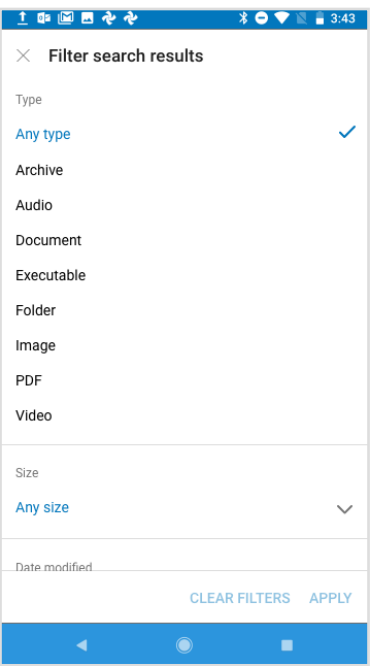 3:43
Filter search results
Type
Any type
Archive
Audio
Document
Executable
Folder
Image
PDF
Video
Size
Any size
Date modified
CLEAR FILTERS APPLY